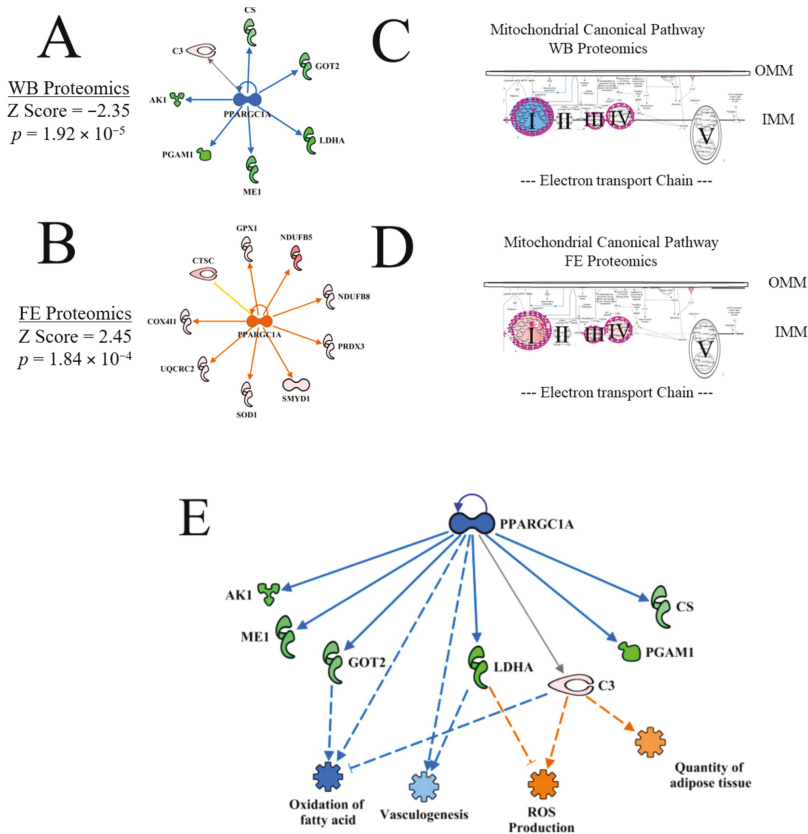 A
WB Proteomics
Z Score = −2.35
p = 1.92 × 10⁻⁵
CS
C3
GOT2
AK1
PPARGC1A
LDHA
PGAM1
ME1
B
FE Proteomics
Z Score = 2.45
p = 1.84 × 10⁻⁴
GPX1
NDUFB5
CTSC
NDUFB8
COX4I1
PPARGC1A
PRDX3
UQCRC2
SMYD1
SOD1
C
Mitochondrial Canonical Pathway
WB Proteomics
OMM
IMM
I
II
III
IV
V
--- Electron transport Chain ---
D
Mitochondrial Canonical Pathway
FE Proteomics
OMM
IMM
I
II
III
IV
V
--- Electron transport Chain ---
E
PPARGC1A
AK1
CS
ME1
GOT2
LDHA
PGAM1
C3
Oxidation of
fatty acid
Vasculogenesis
ROS
Production
Quantity of
adipose tissue